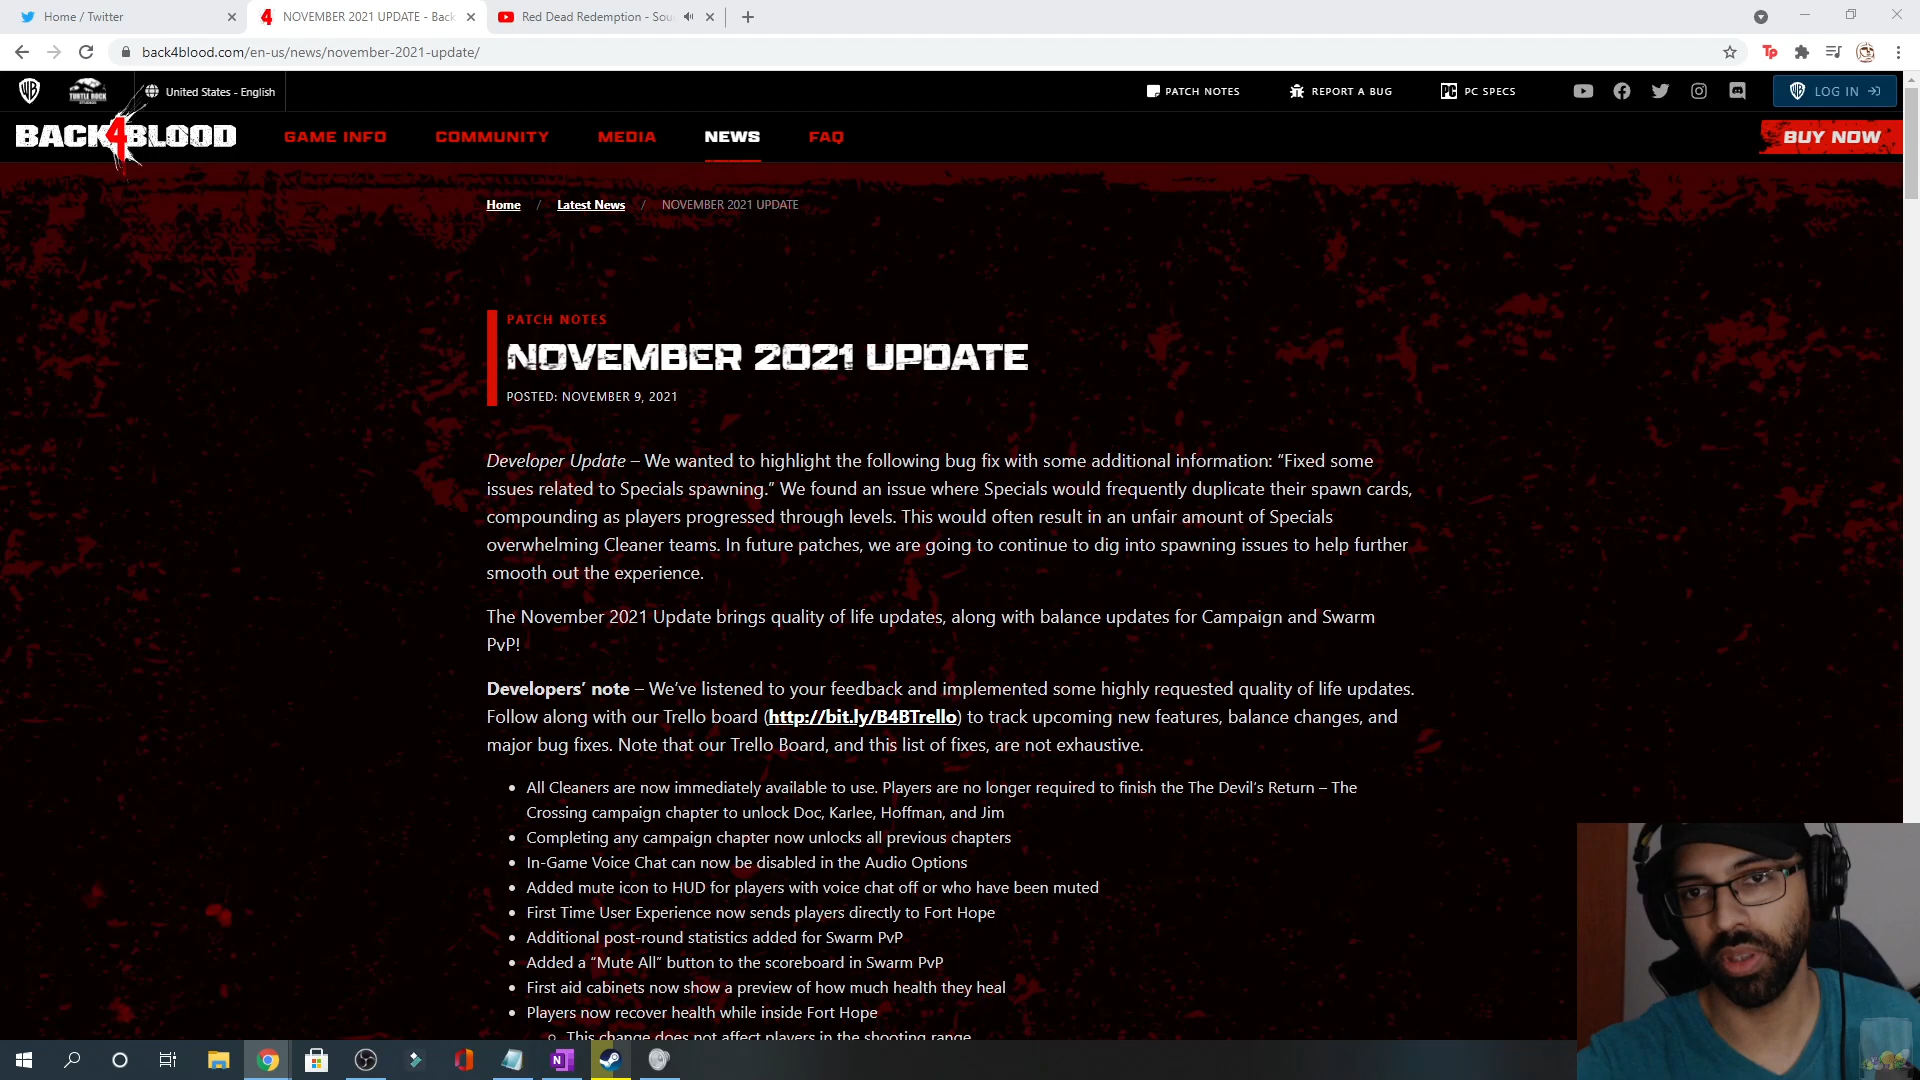 Home / Twitter
NOVEMBER 2021 UPDATE - Back
Red Dead Redemption - Sou
back4blood.com/en-us/news/november-2021-update/
TURTLE ROCK
United States - English
PATCH NOTES
REPORT A BUG
PC SPECS
LOG IN
BACK4BLOOD
GAME INFO
COMMUNITY
MEDIA
NEWS
FAQ
BUY NOW
Home / Latest News / NOVEMBER 2021 UPDATE
PATCH NOTES
NOVEMBER 2021 UPDATE
POSTED: NOVEMBER 9, 2021
Developer Update – We wanted to highlight the following bug fix with some additional information: “Fixed some
issues related to Specials spawning.” We found an issue where Specials would frequently duplicate their spawn cards,
compounding as players progressed through levels. This would often result in an unfair amount of Specials
overwhelming Cleaner teams. In future patches, we are going to continue to dig into spawning issues to help further
smooth out the experience.
The November 2021 Update brings quality of life updates, along with balance updates for Campaign and Swarm
PvP!
Developers’ note – We’ve listened to your feedback and implemented some highly requested quality of life updates.
Follow along with our Trello board (http://bit.ly/B4BTrello) to track upcoming new features, balance changes, and
major bug fixes. Note that our Trello Board, and this list of fixes, are not exhaustive.
• All Cleaners are now immediately available to use. Players are no longer required to finish the The Devil’s Return – The
Crossing campaign chapter to unlock Doc, Karlee, Hoffman, and Jim
• Completing any campaign chapter now unlocks all previous chapters
• In-Game Voice Chat can now be disabled in the Audio Options
• Added mute icon to HUD for players with voice chat off or who have been muted
• First Time User Experience now sends players directly to Fort Hope
• Additional post-round statistics added for Swarm PvP
• Added a “Mute All” button to the scoreboard in Swarm PvP
• First aid cabinets now show a preview of how much health they heal
• Players now recover health while inside Fort Hope
This change does not affect players in the shooting range